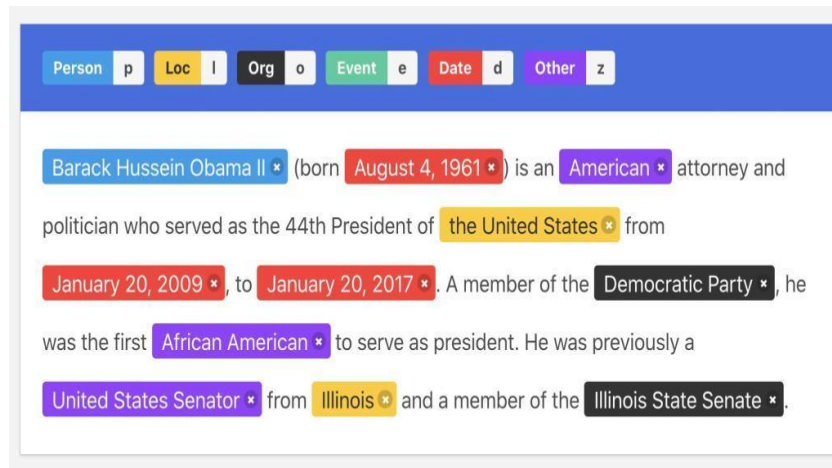 Person p Loc l Org o Event e Date d Other z
Barack Hussein Obama II (born August 4, 1961) is an American attorney and
politician who served as the 44th President of the United States from
January 20, 2009, to January 20, 2017. A member of the Democratic Party, he
was the first African American to serve as president. He was previously a
United States Senator from Illinois and a member of the Illinois State Senate.